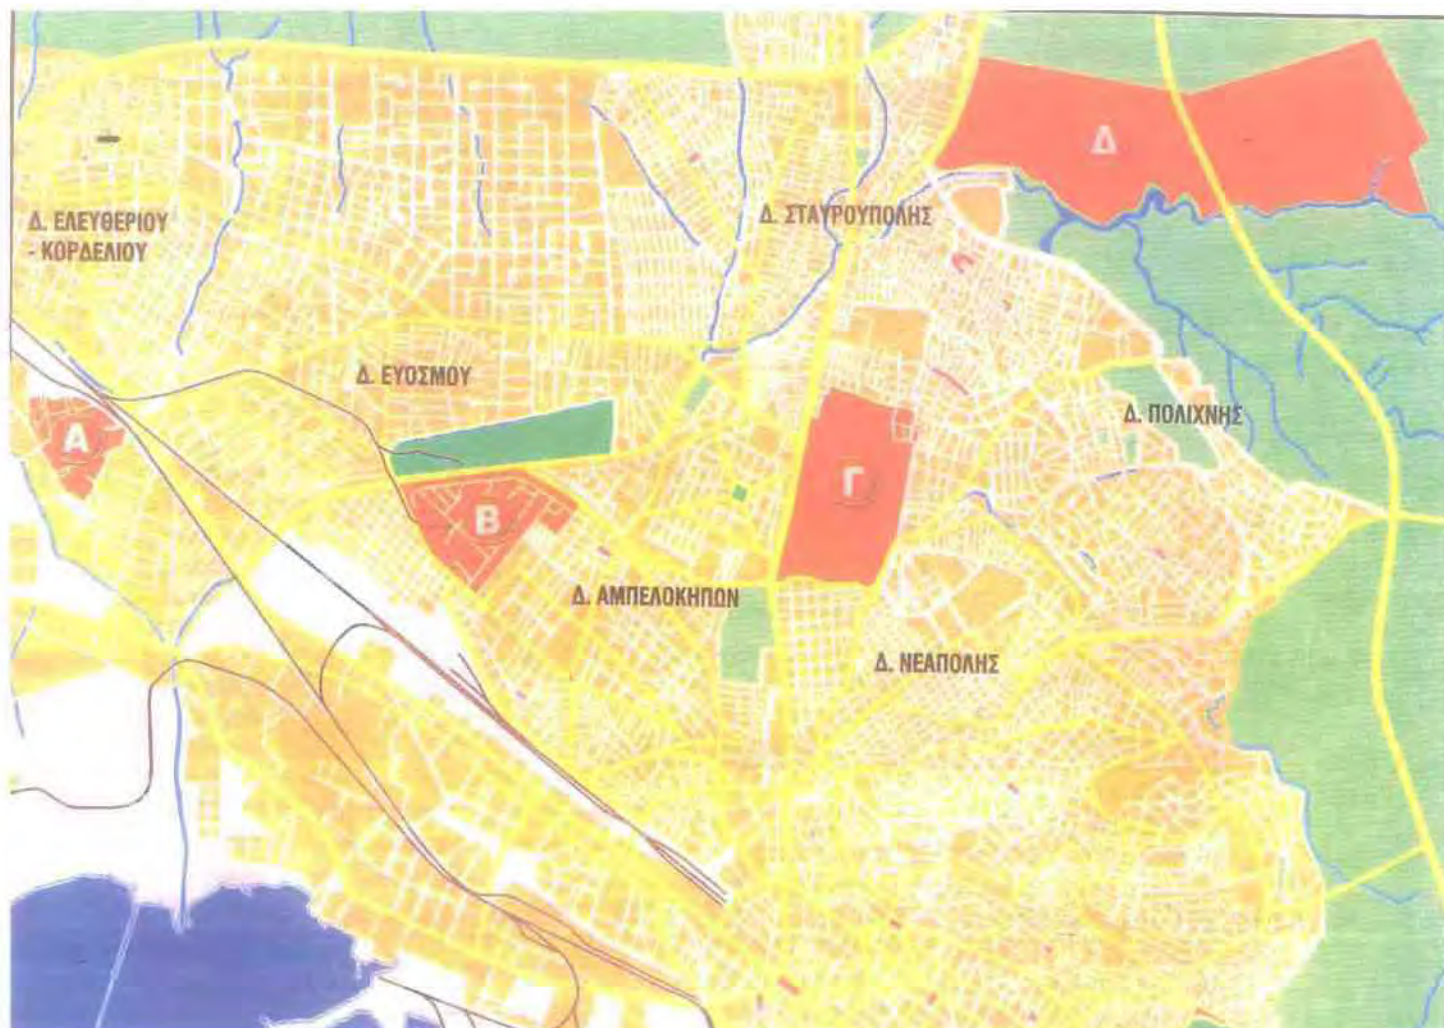 Δ
Δ. ΣΤΑΥΡΟΥΠΟΛΗΣ
Δ. ΕΛΕΥΘΕΡΙΟΥ
- ΚΟΡΔΕΛΙΟΥ
Δ. ΕΥΟΣΜΟΥ
Δ. ΠΟΛΙΧΝΗΣ
Α
Γ
Β
Δ. ΑΜΠΕΛΟΚΗΠΩΝ
Δ. ΝΕΑΠΟΛΗΣ